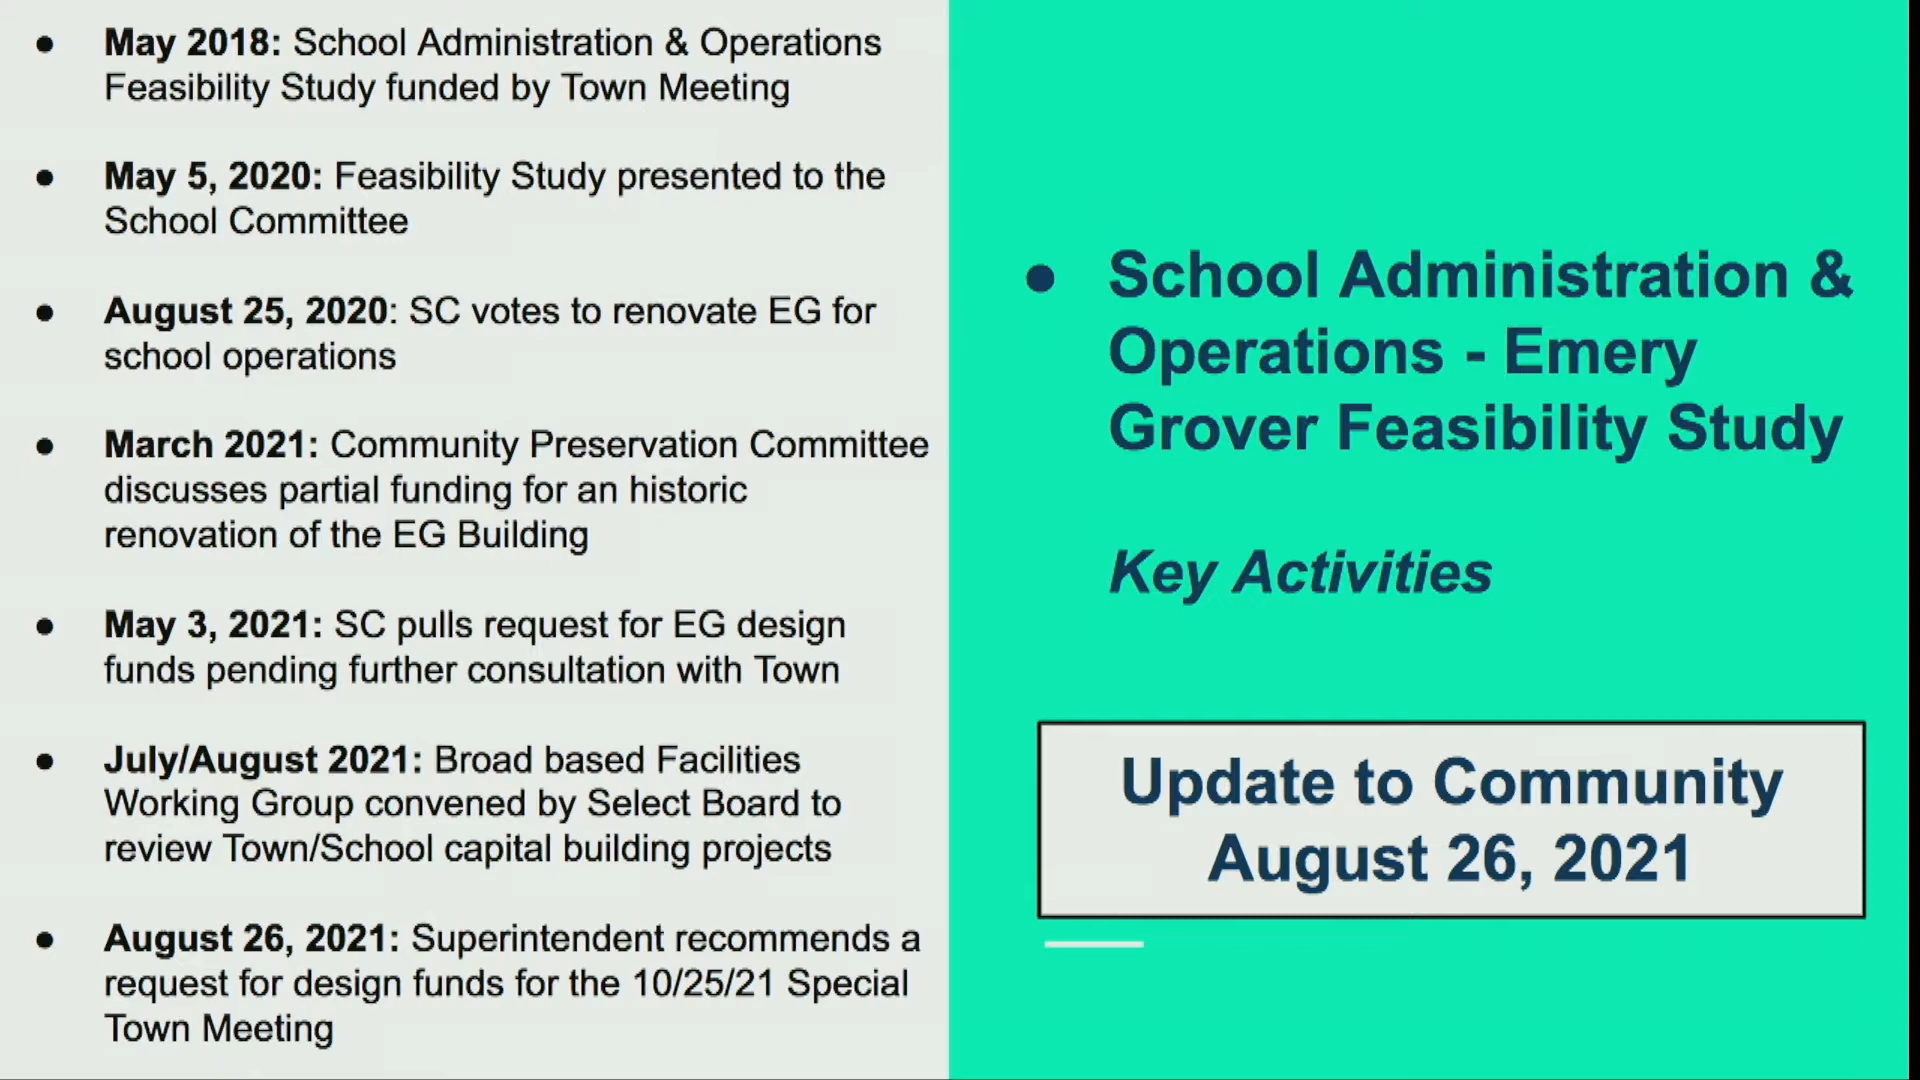 ● May 2018: School Administration & Operations
Feasibility Study funded by Town Meeting
● May 5, 2020: Feasibility Study presented to the
School Committee
● August 25, 2020: SC votes to renovate EG for
school operations
● March 2021: Community Preservation Committee
discusses partial funding for an historic
renovation of the EG Building
● May 3, 2021: SC pulls request for EG design
funds pending further consultation with Town
● July/August 2021: Broad based Facilities
Working Group convened by Select Board to
review Town/School capital building projects
● August 26, 2021: Superintendent recommends a
request for design funds for the 10/25/21 Special
Town Meeting
● School Administration &
Operations - Emery
Grover Feasibility Study
Key Activities
Update to Community
August 26, 2021